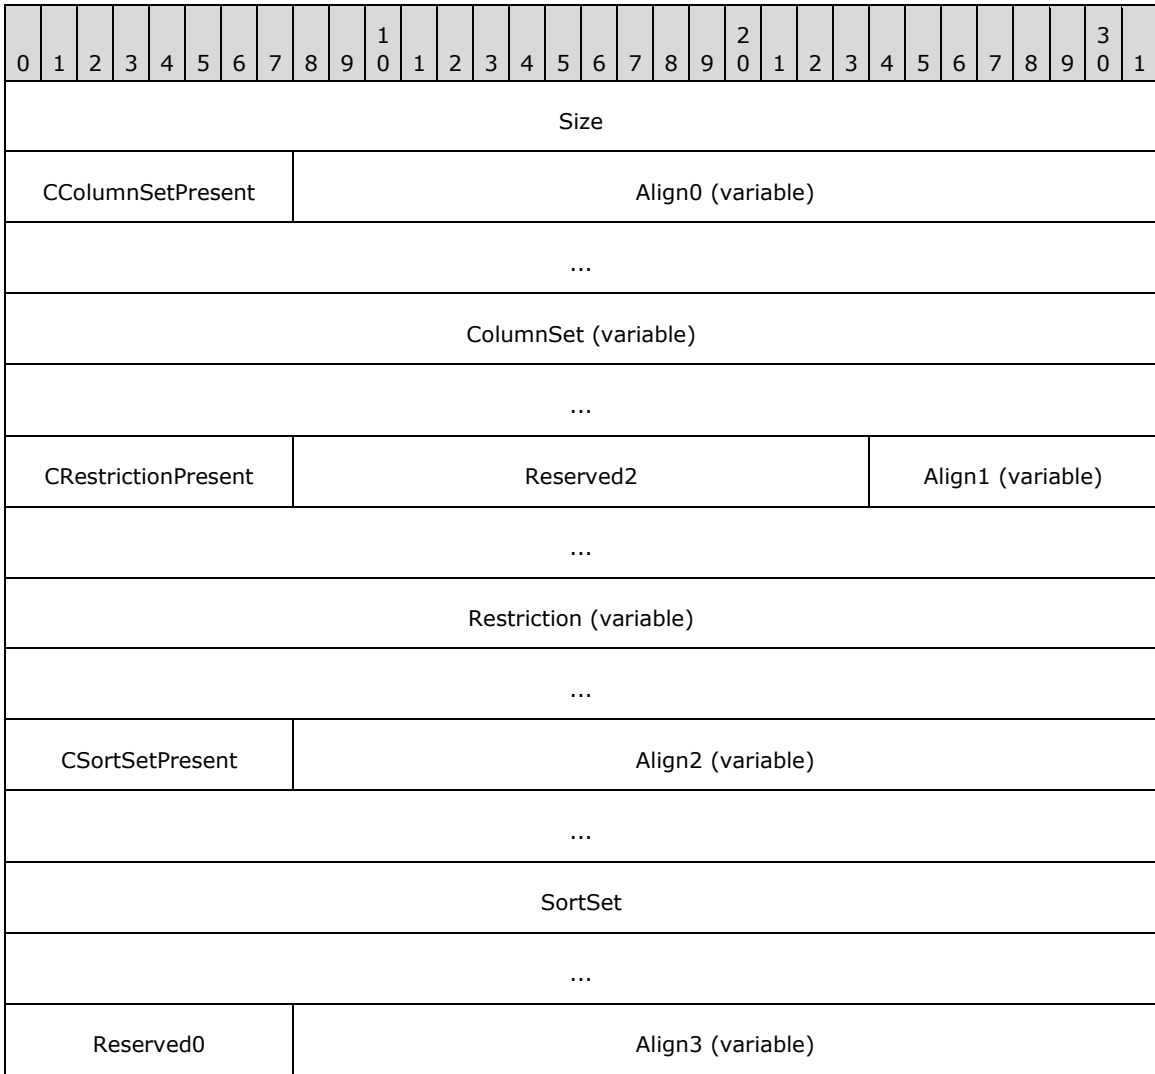 1 2 3
0 1 2 3 4 5 6 7 8 9 0 1 2 3 4 5 6 7 8 9 0 1 2 3 4 5 6 7 8 9 0 1
Size
CColumnSetPresent Align0 (variable)
...
ColumnSet (variable)
...
CRestrictionPresent Reserved2 Align1 (variable)
...
Restriction (variable)
...
CSortSetPresent Align2 (variable)
...
SortSet
...
Reserved0 Align3 (variable)